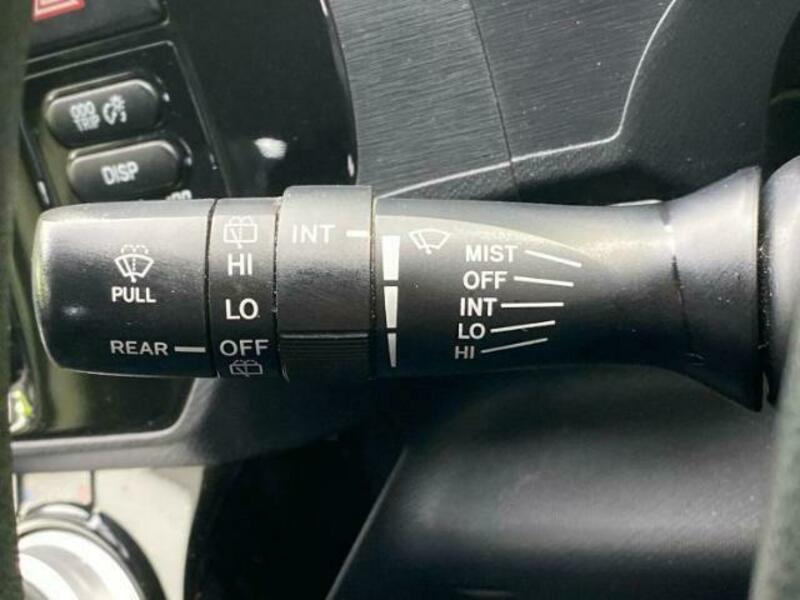 ODO
TRIP
DISP
PULL
REAR
HI
LO
OFF
INT
MIST
OFF
INT
LO
HI